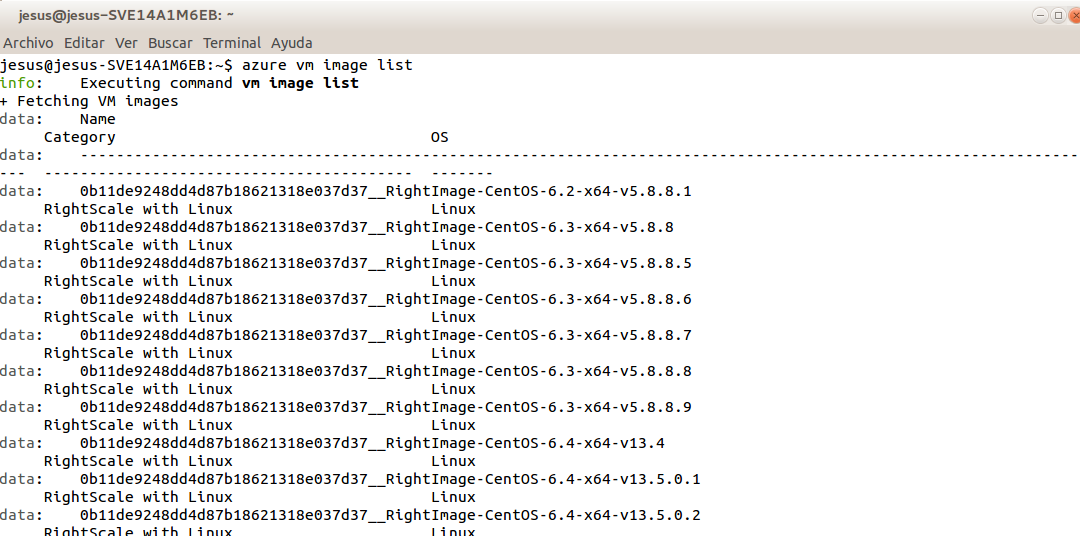 jesus@jesus-SVE14A1M6EB: ~
Archivo Editar Ver Buscar Terminal Ayuda
jesus@jesus-SVE14A1M6EB:~$ azure vm image list
info:    Executing command vm image list
+ Fetching VM images
data:    Name
     Category                                   OS
data:    ---------------------------------------------------------------------------------------------------------------
---  -----------------------------------------  -------
data:    0b11de9248dd4d87b18621318e037d37__RightImage-CentOS-6.2-x64-v5.8.8.1
     RightScale with Linux                      Linux
data:    0b11de9248dd4d87b18621318e037d37__RightImage-CentOS-6.3-x64-v5.8.8
     RightScale with Linux                      Linux
data:    0b11de9248dd4d87b18621318e037d37__RightImage-CentOS-6.3-x64-v5.8.8.5
     RightScale with Linux                      Linux
data:    0b11de9248dd4d87b18621318e037d37__RightImage-CentOS-6.3-x64-v5.8.8.6
     RightScale with Linux                      Linux
data:    0b11de9248dd4d87b18621318e037d37__RightImage-CentOS-6.3-x64-v5.8.8.7
     RightScale with Linux                      Linux
data:    0b11de9248dd4d87b18621318e037d37__RightImage-CentOS-6.3-x64-v5.8.8.8
     RightScale with Linux                      Linux
data:    0b11de9248dd4d87b18621318e037d37__RightImage-CentOS-6.3-x64-v5.8.8.9
     RightScale with Linux                      Linux
data:    0b11de9248dd4d87b18621318e037d37__RightImage-CentOS-6.4-x64-v13.4
     RightScale with Linux                      Linux
data:    0b11de9248dd4d87b18621318e037d37__RightImage-CentOS-6.4-x64-v13.5.0.1
     RightScale with Linux                      Linux
data:    0b11de9248dd4d87b18621318e037d37__RightImage-CentOS-6.4-x64-v13.5.0.2
     RightScale with Linux                      Linux